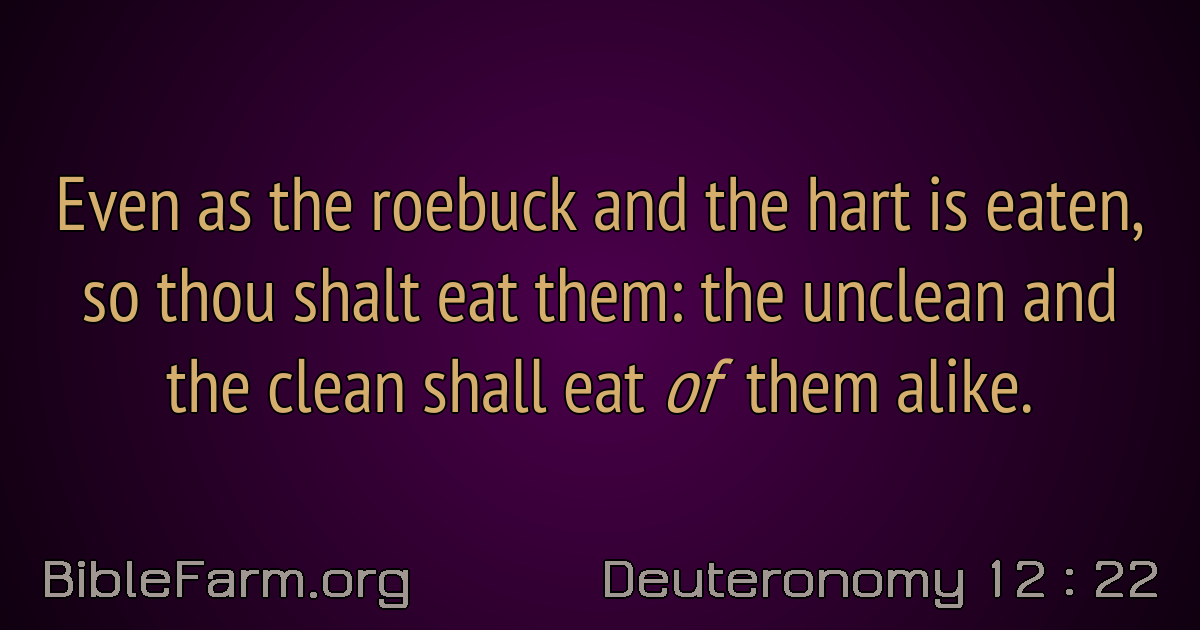 Even as the roebuck and the hart is eaten,
so thou shalt eat them: the unclean and
the clean shall eat of them alike.
BibleFarm.org
Deuteronomy 12 : 22